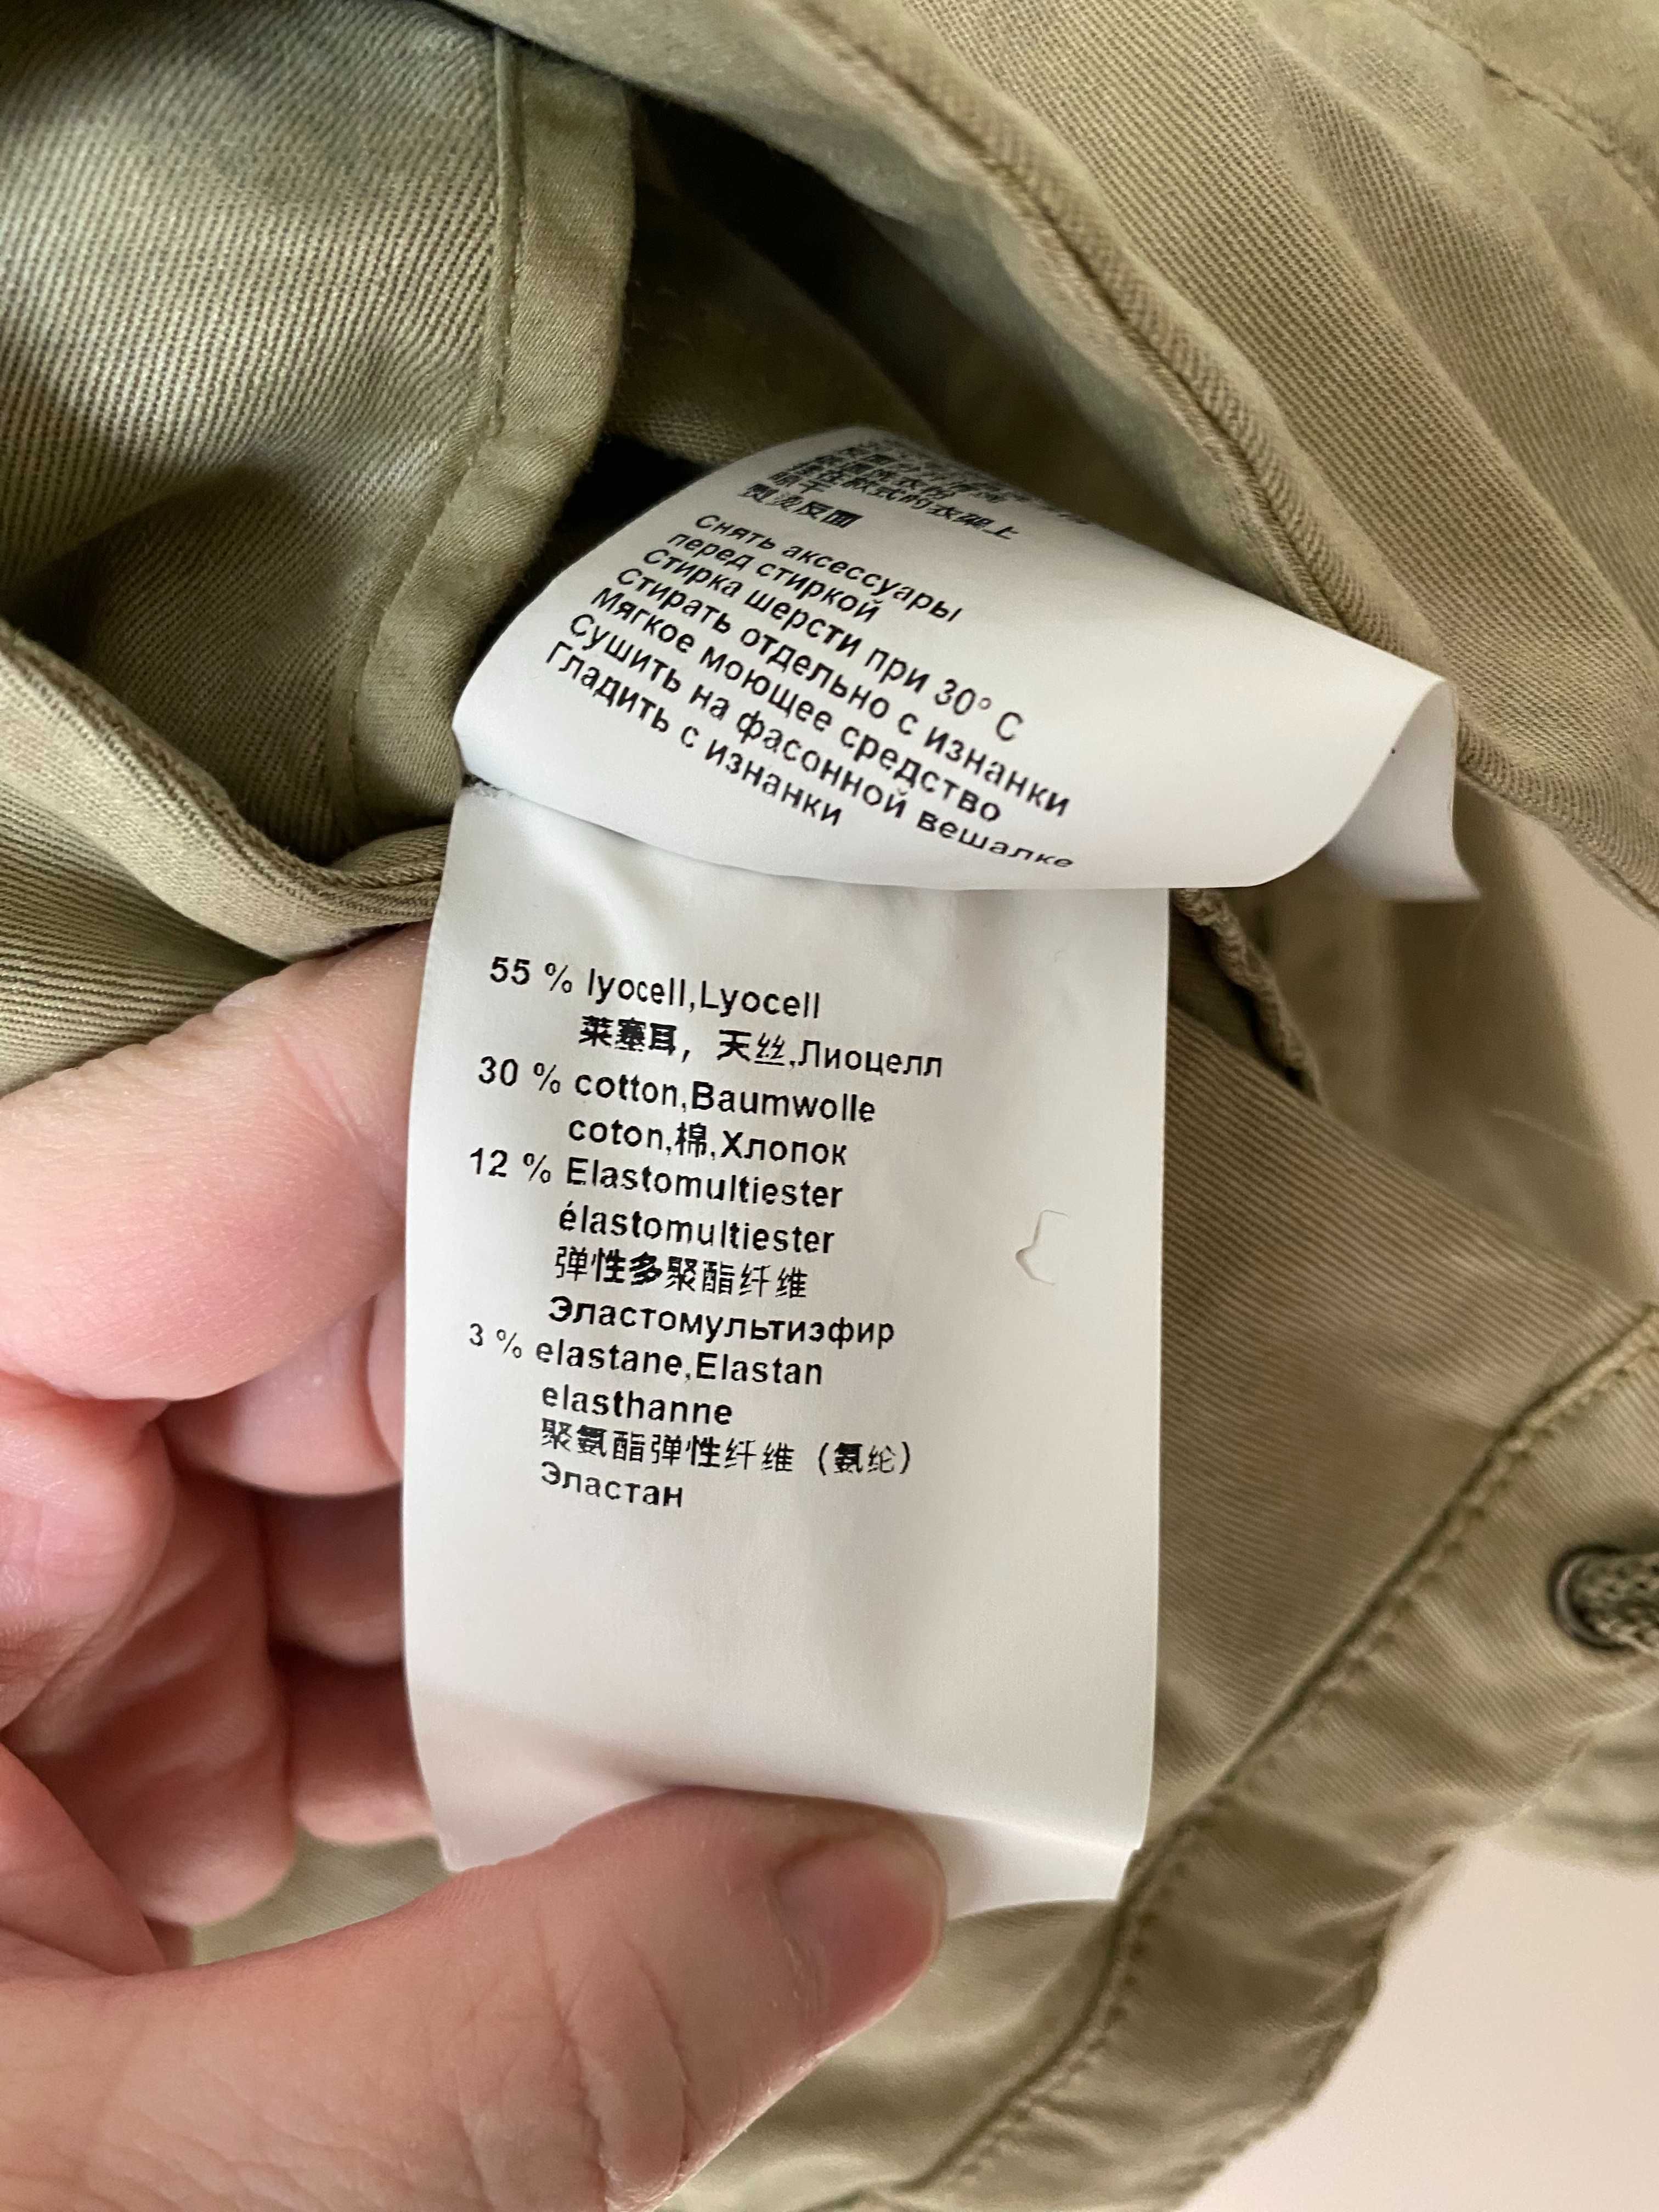 熨烫反面
Снять аксессуары
перед стиркой
Стирка шерсти при 30° C
Стирать отдельно с изнанки
Мягкое моющее средство
Сушить на фасонной вешалке
Гладить с изнанки
55 % lyocell,Lyocell
莱塞耳，天丝,Лиоцелл
30 % cotton,Baumwolle
coton,棉,Хлопок
12 % Elastomultiester
élastomultiester
弹性多聚酯纤维
Эластомультиэфир
3 % elastane,Elastan
elasthanne
聚氨酯弹性纤维（氨纶）
Эластан